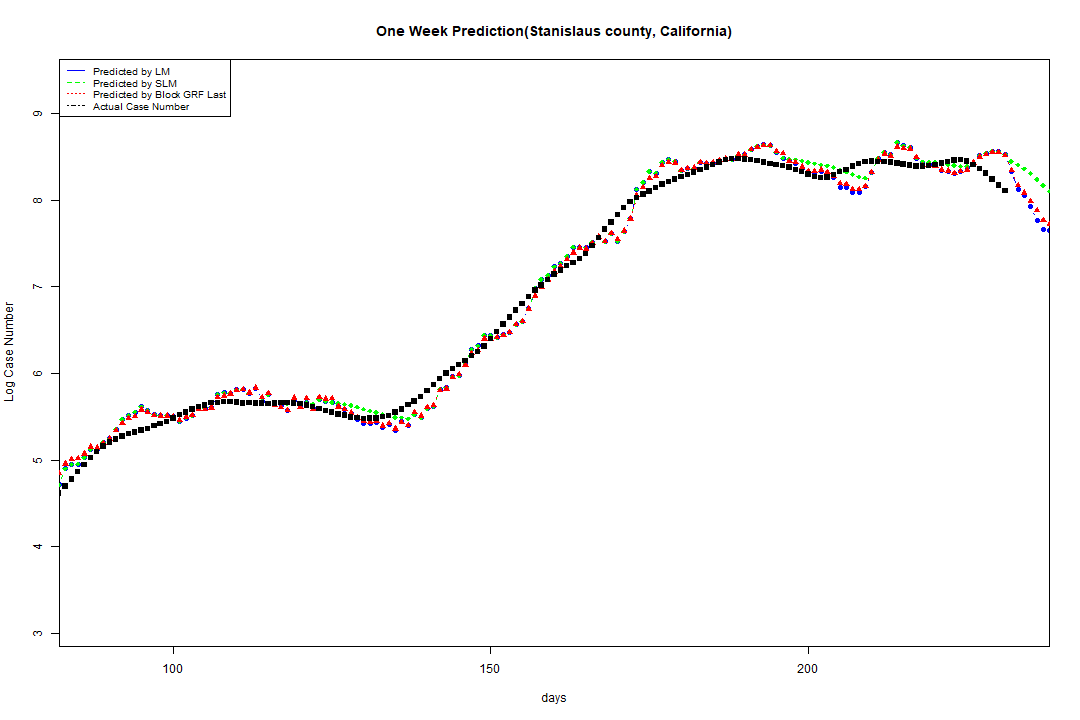 One Week Prediction(Stanislaus county, California)
Predicted by LM
Predicted by SLM
Predicted by Block GRF Last
Actual Case Number
9
8
7
6
5
4
3
Log Case Number
100 150 200
days